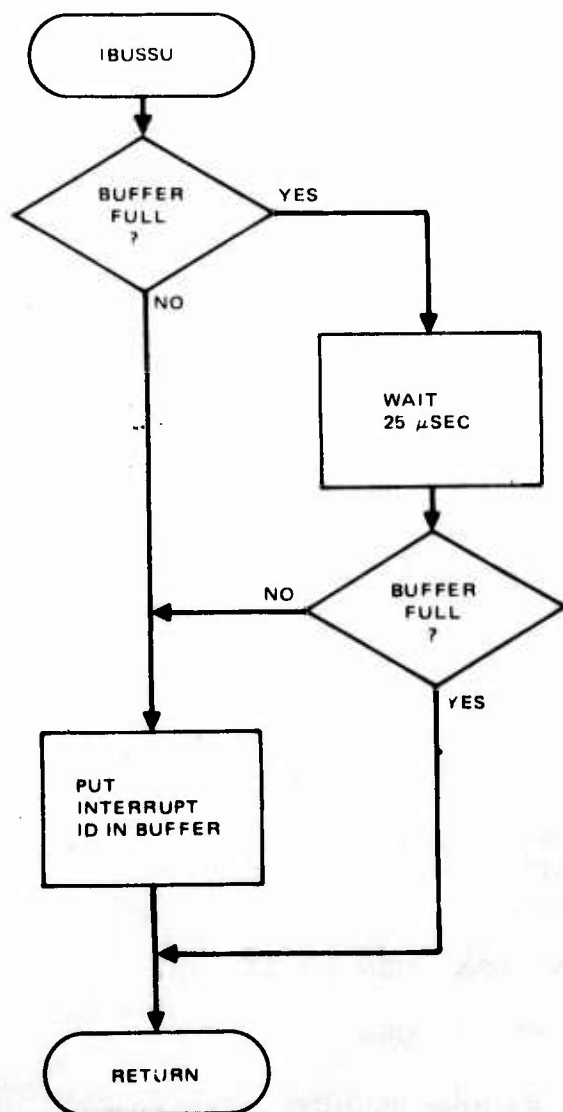 IBUSSU
BUFFER
FULL
?
YES
NO
WAIT
25 μSEC
BUFFER
FULL
?
NO
YES
PUT
INTERRUPT
ID IN BUFFER
RETURN